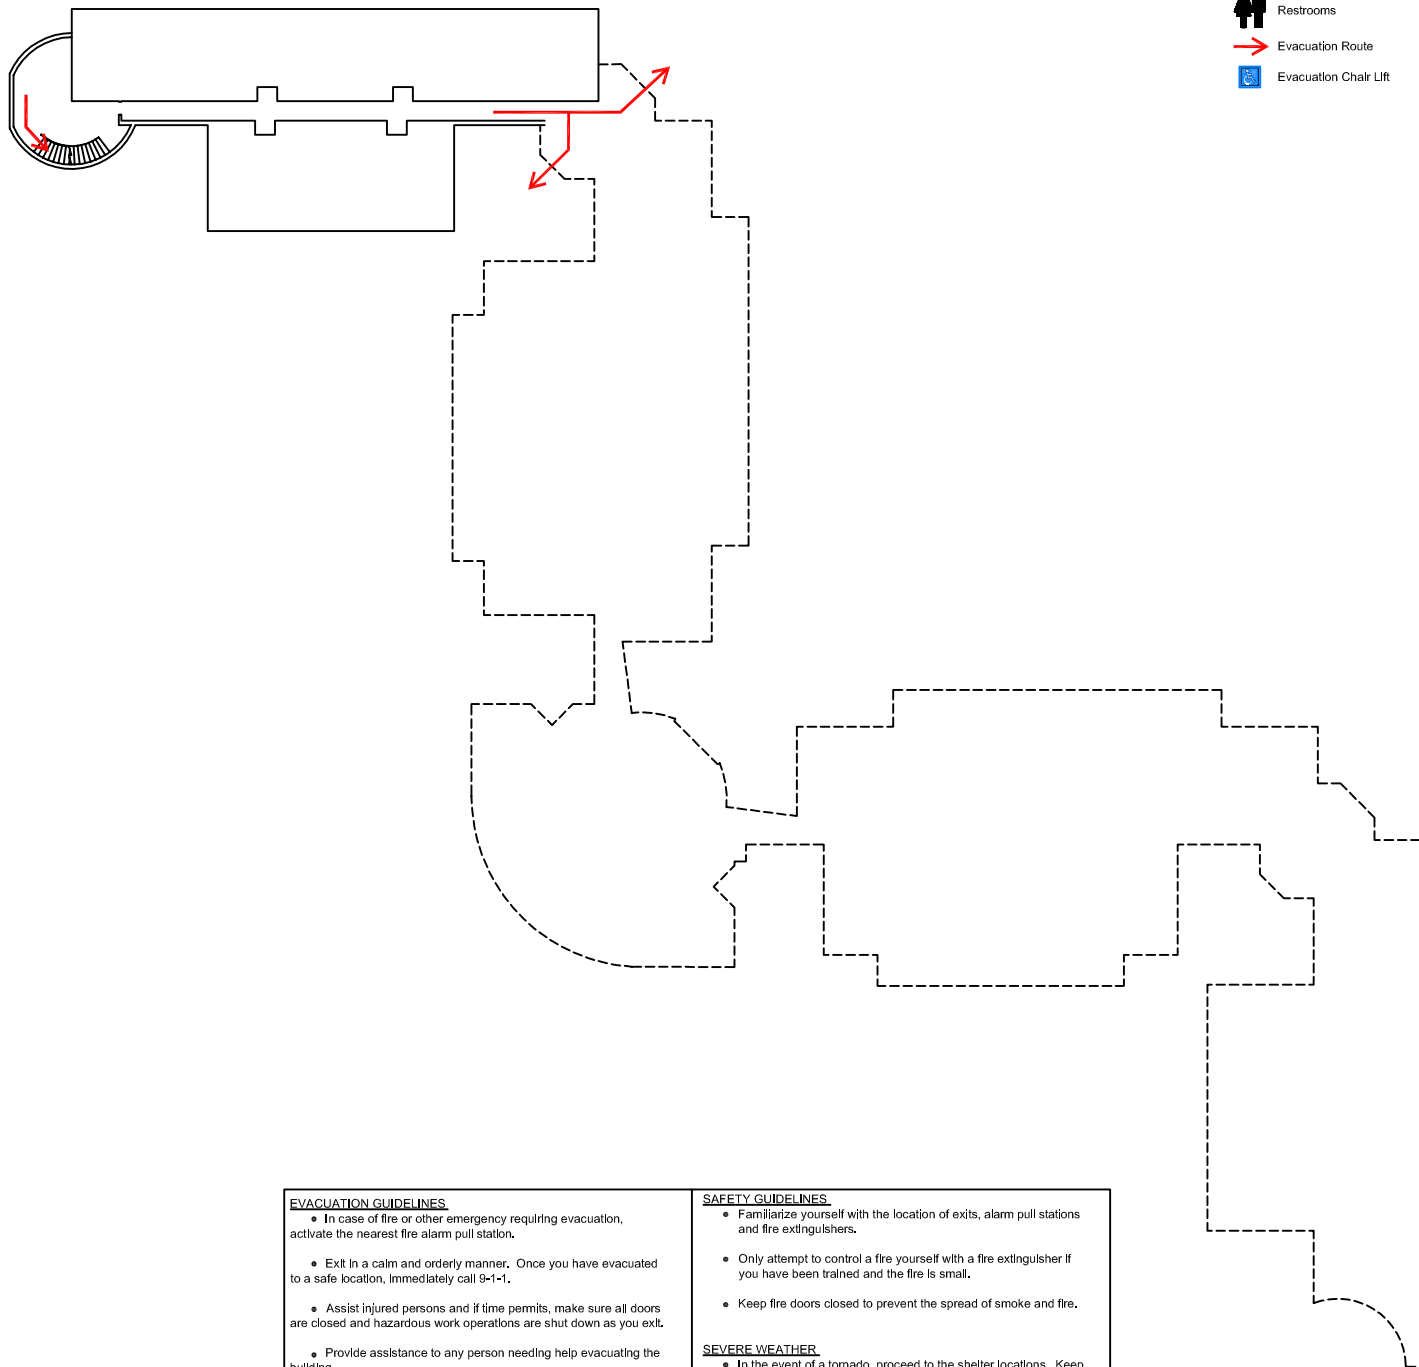 Restrooms
Evacuation Route
Evacuation Chair Lift
EVACUATION GUIDELINES
• In case of fire or other emergency requiring evacuation,
activate the nearest fire alarm pull station.
• Exit in a calm and orderly manner. Once you have evacuated
to a safe location, immediately call 9-1-1.
• Assist injured persons and if time permits, make sure all doors
are closed and hazardous work operations are shut down as you exit.
• Provide assistance to any person needing help evacuating the
building.
SAFETY GUIDELINES
• Familiarize yourself with the location of exits, alarm pull stations
and fire extinguishers.
• Only attempt to control a fire yourself with a fire extinguisher if
you have been trained and the fire is small.
• Keep fire doors closed to prevent the spread of smoke and fire.
SEVERE WEATHER
• In the event of a tornado, proceed to the shelter locations. Keep